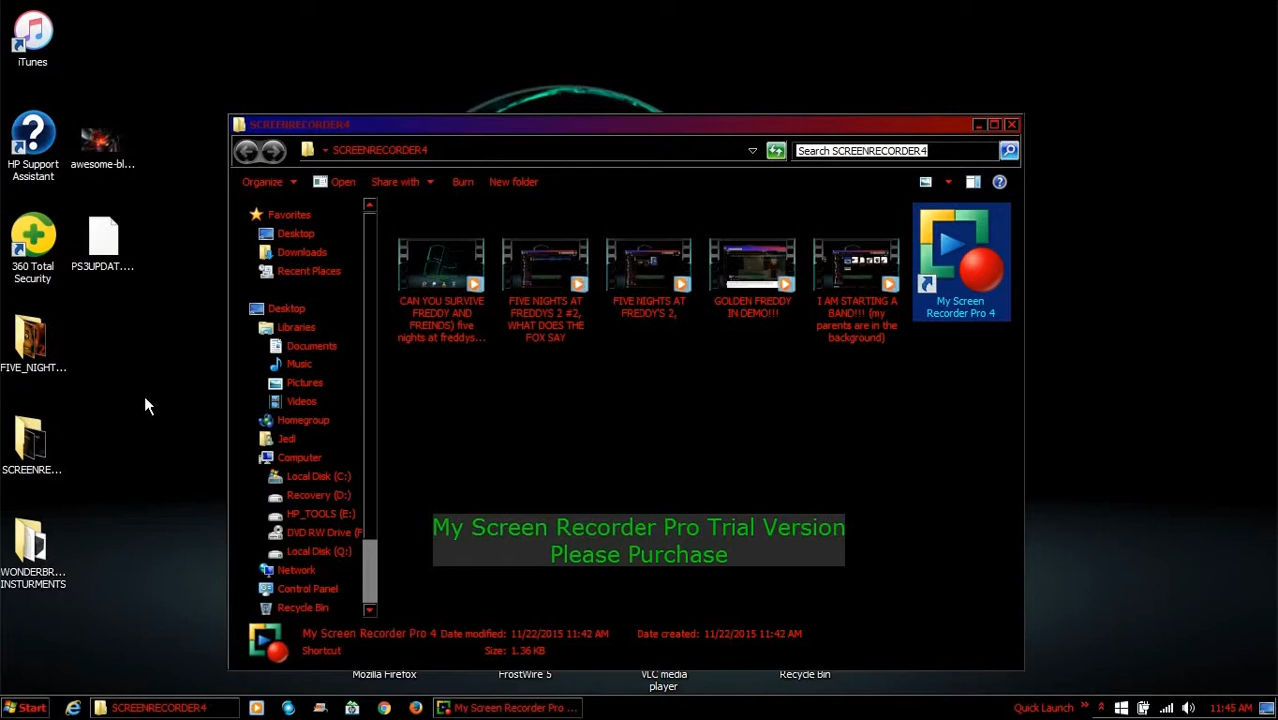 iTunes
HP Support
Assistant
awesome-bl...
360 Total
Security
PS3UPDAT....
FIVE_NIGHT...
SCREENRE...
WONDERBR...
INSTURMENTS
SCREENRECORDER4
SCREENRECORDER4
Search SCREENRECORDER4
Organize
Open
Share with
Burn
New folder
Favorites
Desktop
Downloads
Recent Places
Desktop
Libraries
Documents
Music
Pictures
Videos
Homegroup
Jedi
Computer
Local Disk (C:)
Recovery (D:)
HP_TOOLS (E:)
DVD RW Drive (F
Local Disk (Q:)
Network
Control Panel
Recycle Bin
CAN YOU SURVIVE
FREDDY AND
FREINDS) five
nights at freddys...
FIVE NIGHTS AT
FREDDYS 2 #2,
WHAT DOES THE
FOX SAY
FIVE NIGHTS AT
FREDDY'S 2,
GOLDEN FREDDY
IN DEMO!!!
I AM STARTING A
BAND!!! (my
parents are in the
background)
My Screen
Recorder Pro 4
My Screen Recorder Pro Trial Version
Please Purchase
My Screen Recorder Pro 4 Date modified: 11/22/2015 11:42 AM Date created: 11/22/2015 11:42 AM
Shortcut Size: 1.36 KB
Mozilla Firefox
FrostWire 5
VLC media
player
Recycle Bin
Start
SCREENRECORDER4
My Screen Recorder Pro ...
Quick Launch
11:45 AM